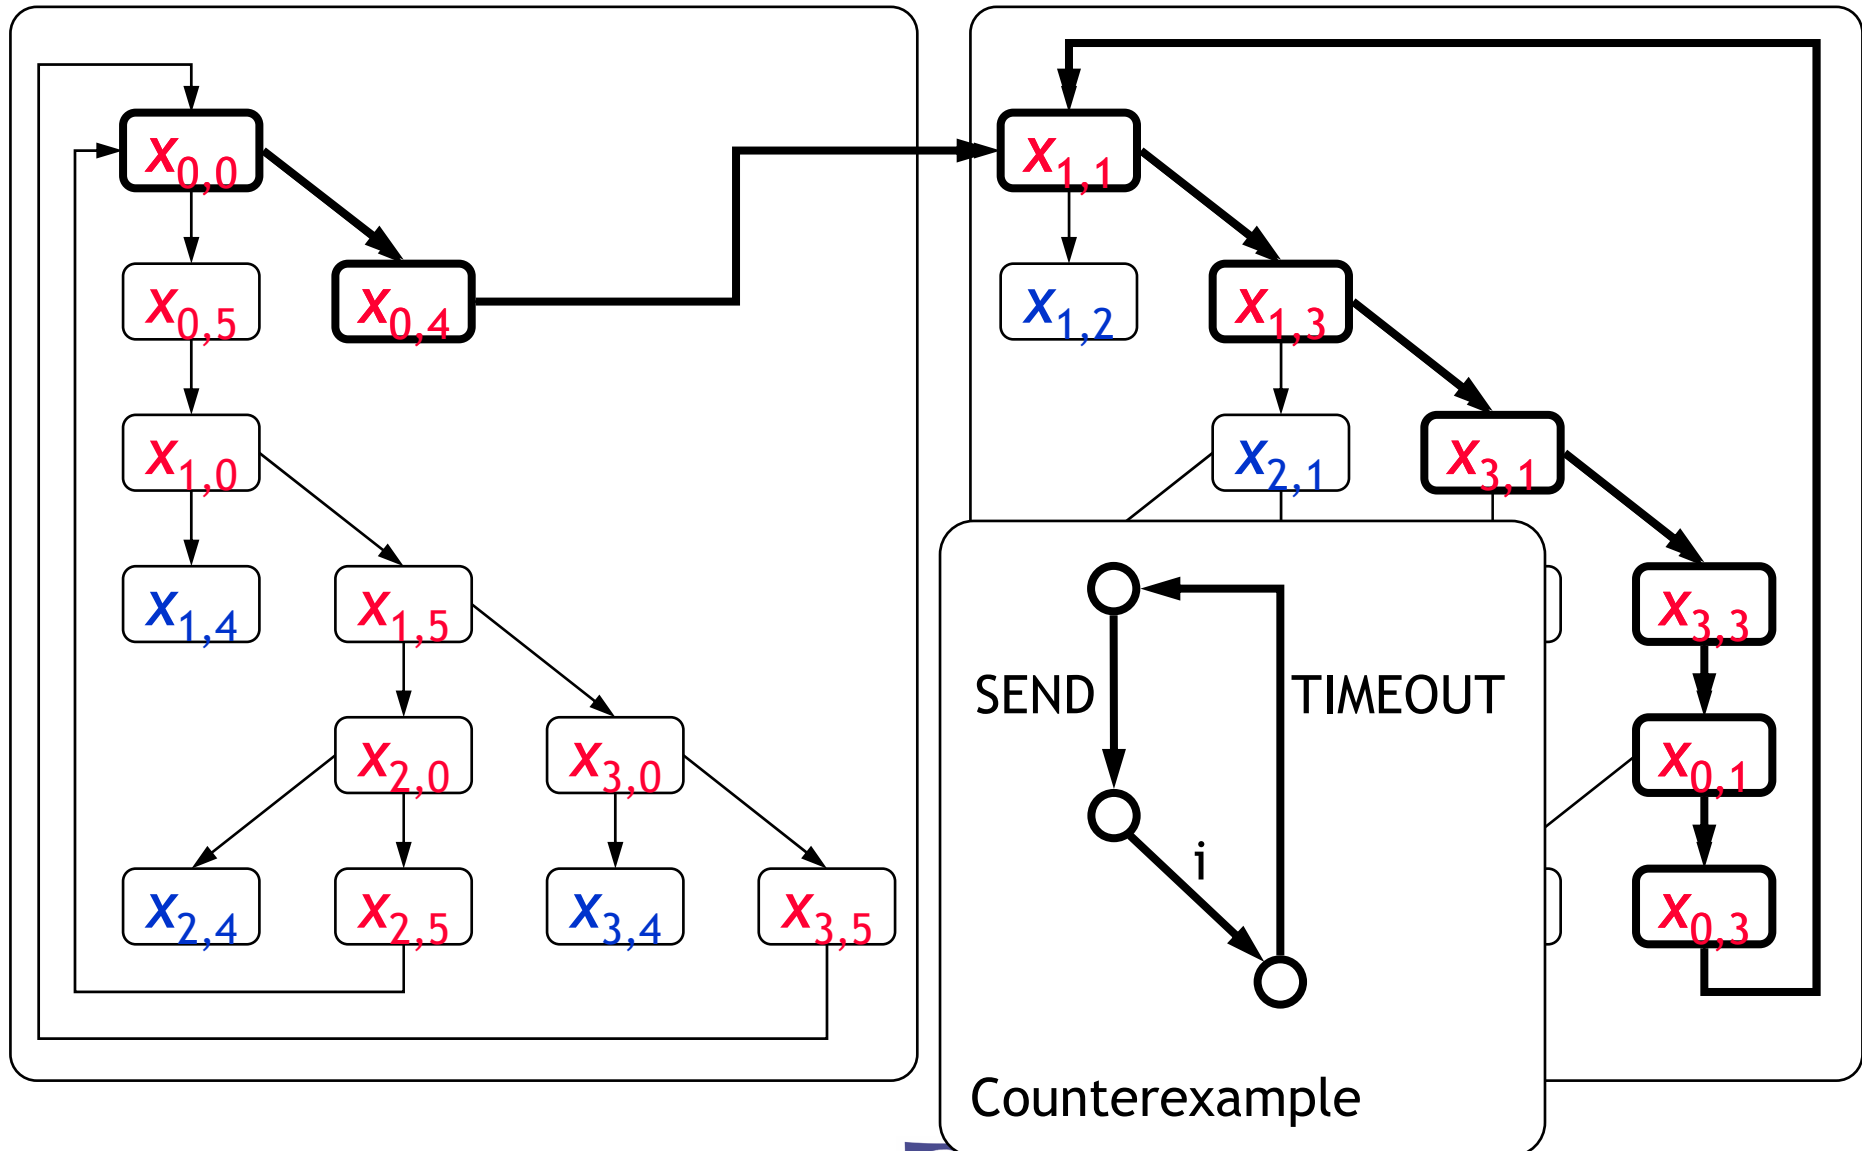 x0,0 x1,1
x0,5 x0,4 x1,2 x1,3
x1,0 x2,1 x3,1
x1,4 x1,5 x3,3
SEND TIMEOUT
x2,0 x3,0 x0,1
i
x2,4 x2,5 x3,4 x3,5 x0,3
Counterexample